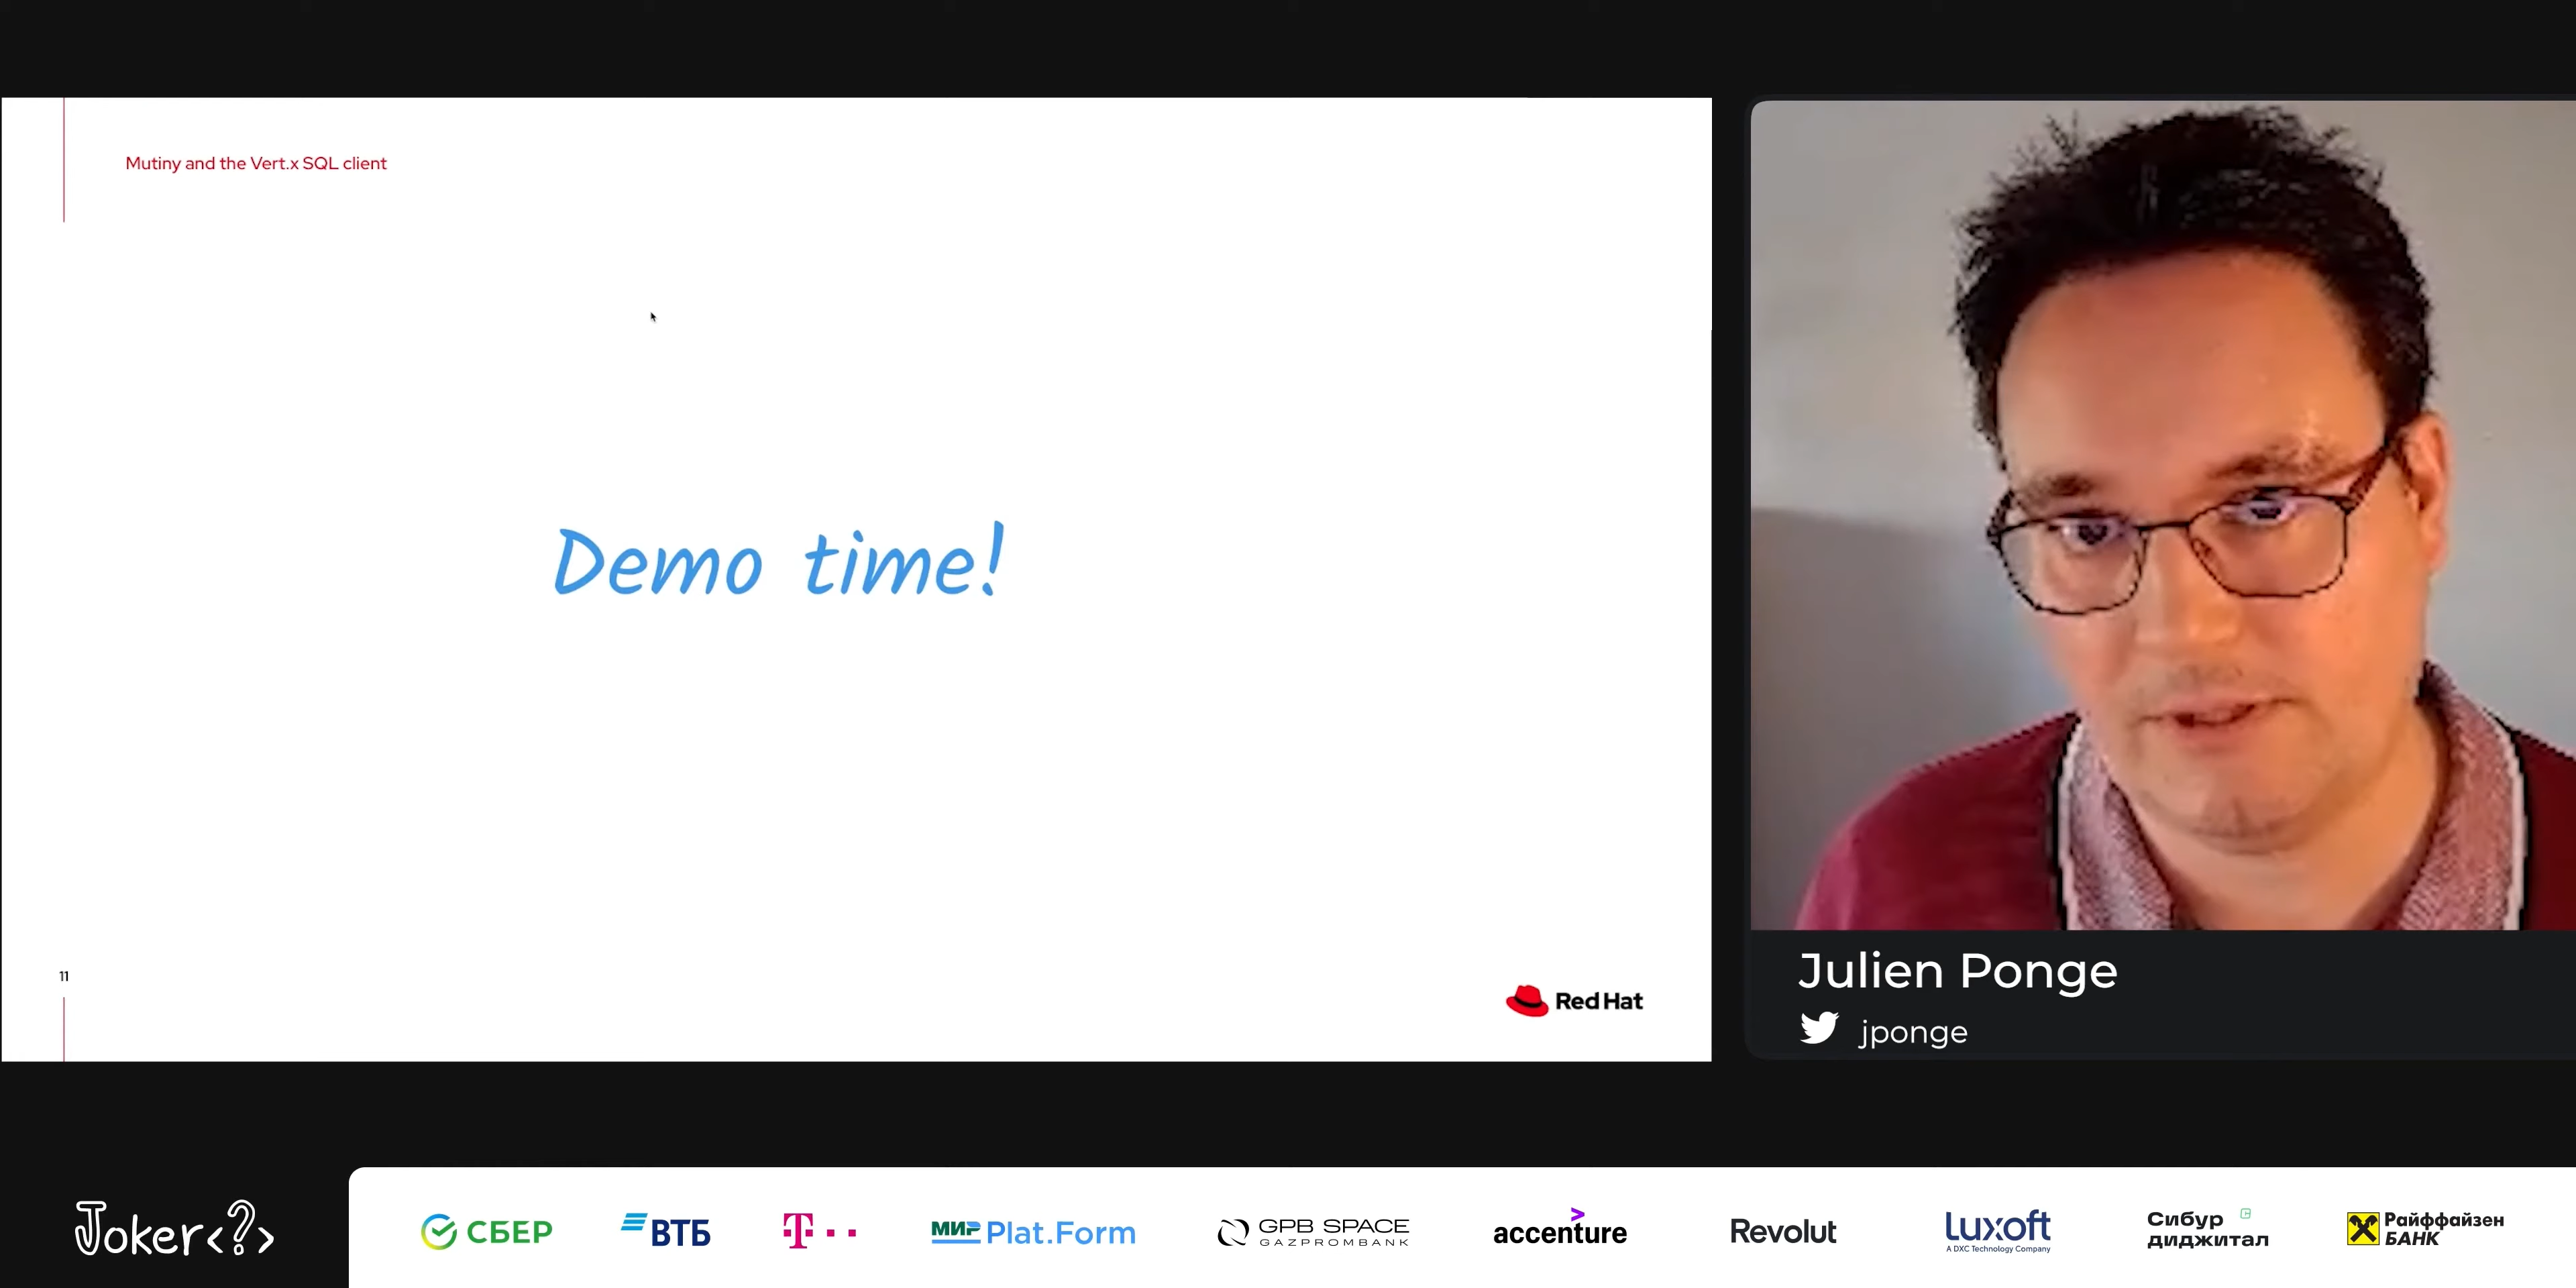 Mutiny and the Vert.x SQL client
Demo time!
11
Red Hat
Julien Ponge
jponge
Joker<?>
СБЕР
ВТБ
T
МИР Plat.Form
GPB SPACE
GAZPROMBANK
accenture
Revolut
Luxoft
A DXC Technology Company
Сибур
диджитал
Райффайзен
БАНК